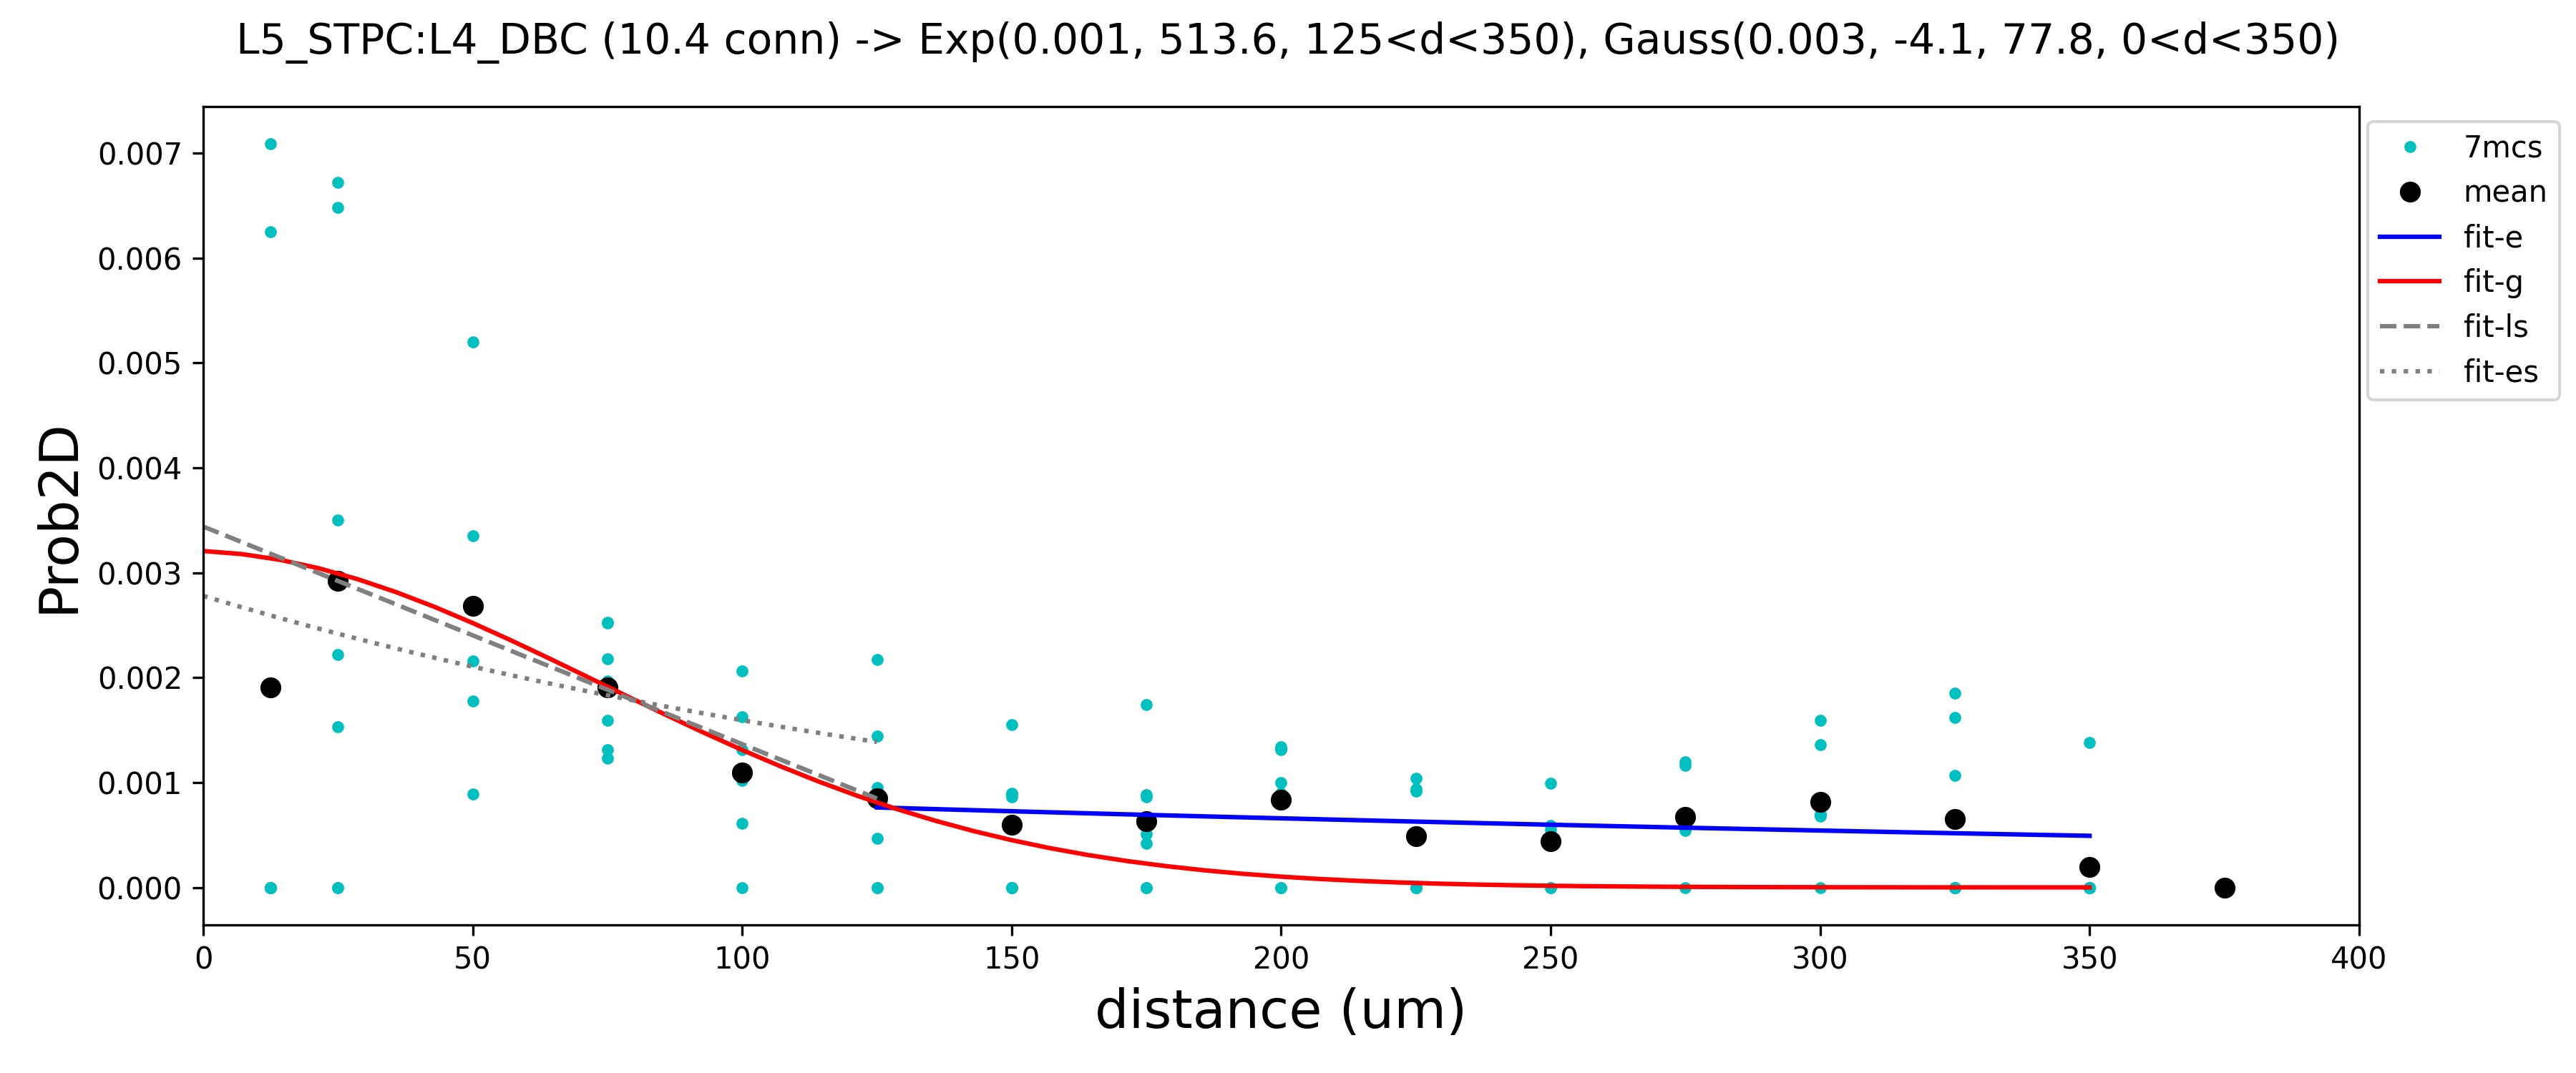 L5_STPC:L4_DBC (10.4 conn) -> Exp(0.001, 513.6, 125<d<350), Gauss(0.003, -4.1, 77.8, 0<d<350)
Prob2D
0.007
0.006
0.005
0.004
0.003
0.002
0.001
0.000
0 50 100 150 200 250 300 350 400
distance (um)
7mcs
mean
fit-e
fit-g
fit-ls
fit-es